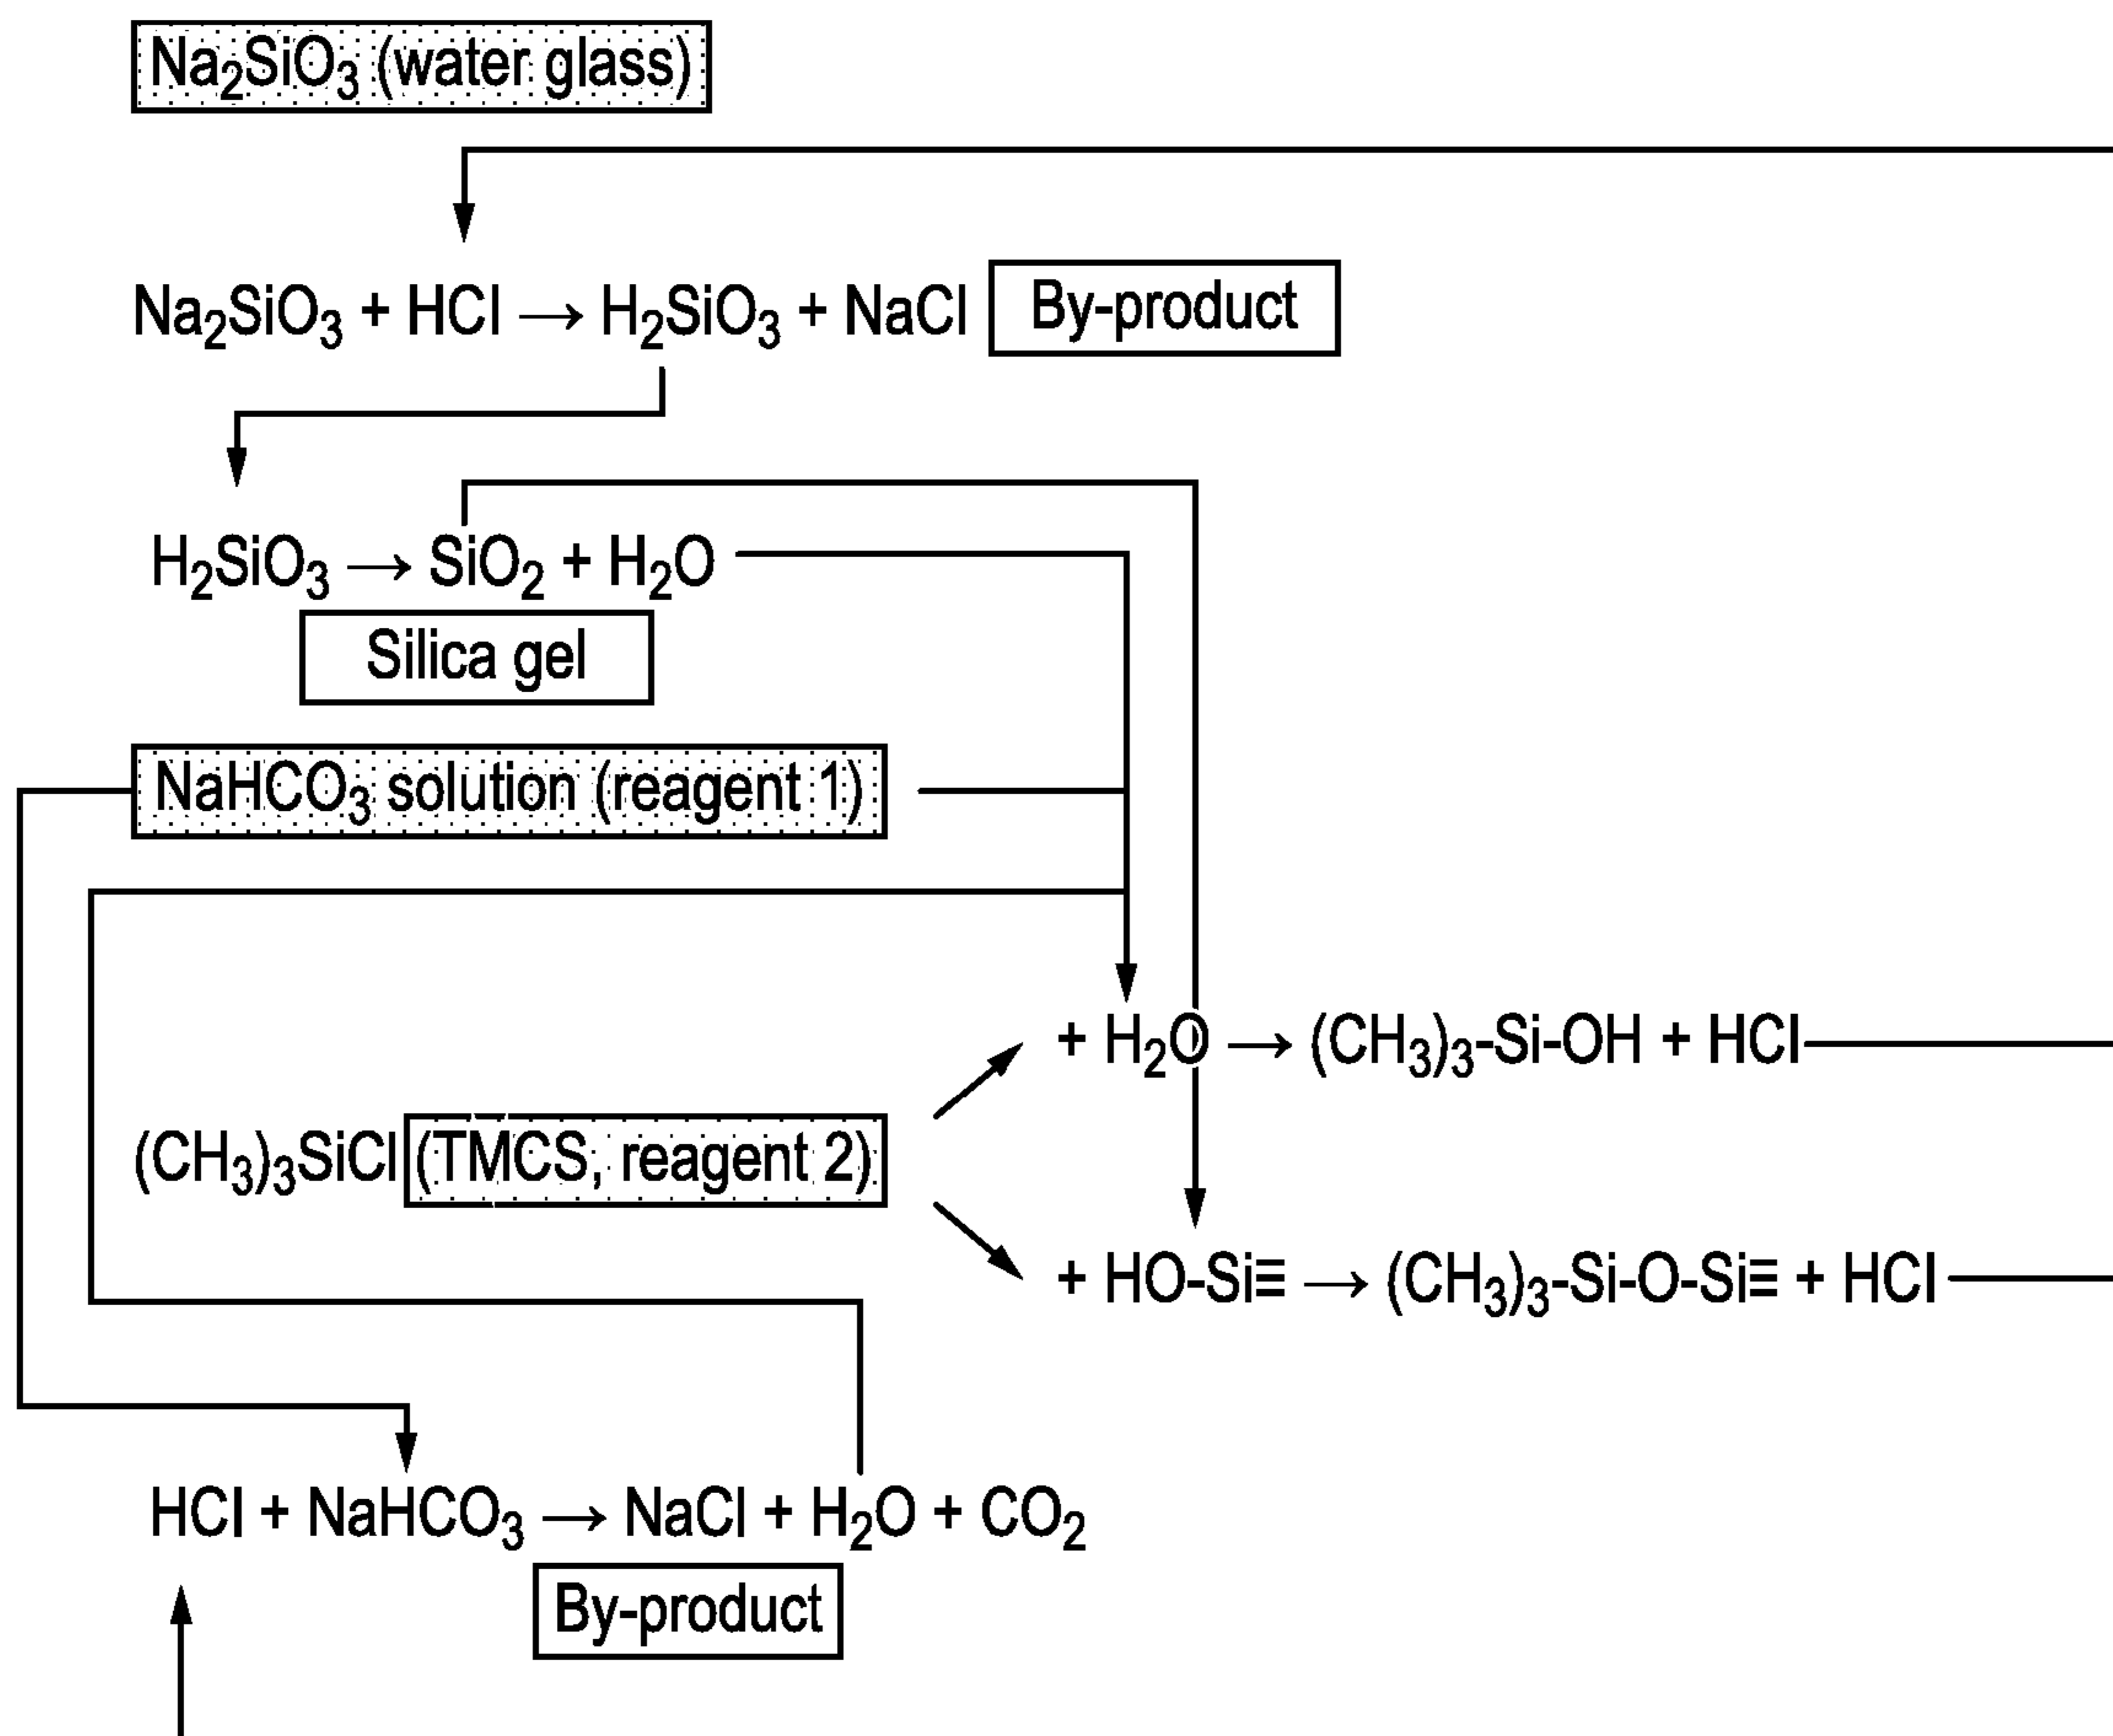 Na₂SiO₃ (water glass)
Na₂SiO₃ + HCl → H₂SiO₃ + NaCl By-product
H₂SiO₃ → SiO₂ + H₂O
Silica gel
NaHCO₃ solution (reagent 1)
+ H₂O → (CH₃)₃-Si-OH + HCl
(CH₃)₃SiCl (TMCS, reagent 2)
+ HO-Si≡ → (CH₃)₃-Si-O-Si≡ + HCl
HCl + NaHCO₃ → NaCl + H₂O + CO₂
By-product